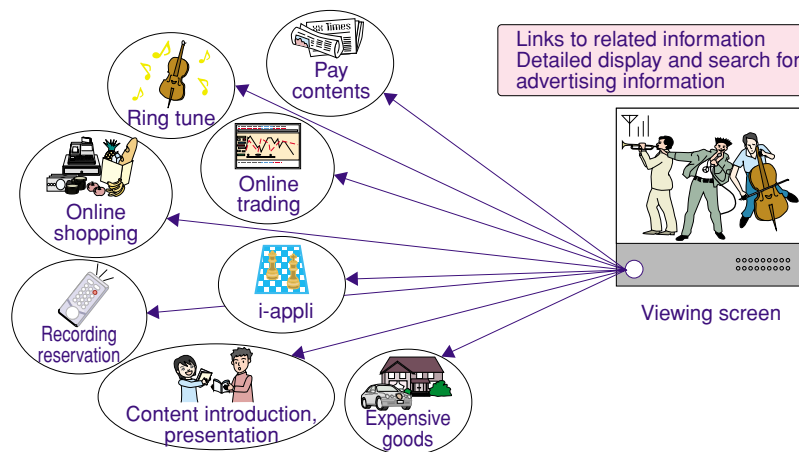 xx Times
Pay
contents
Ring tune
Online
trading
Online
shopping
i-appli
Recording
reservation
Content introduction,
presentation
Expensive
goods
Links to related information
Detailed display and search for
advertising information
Viewing screen